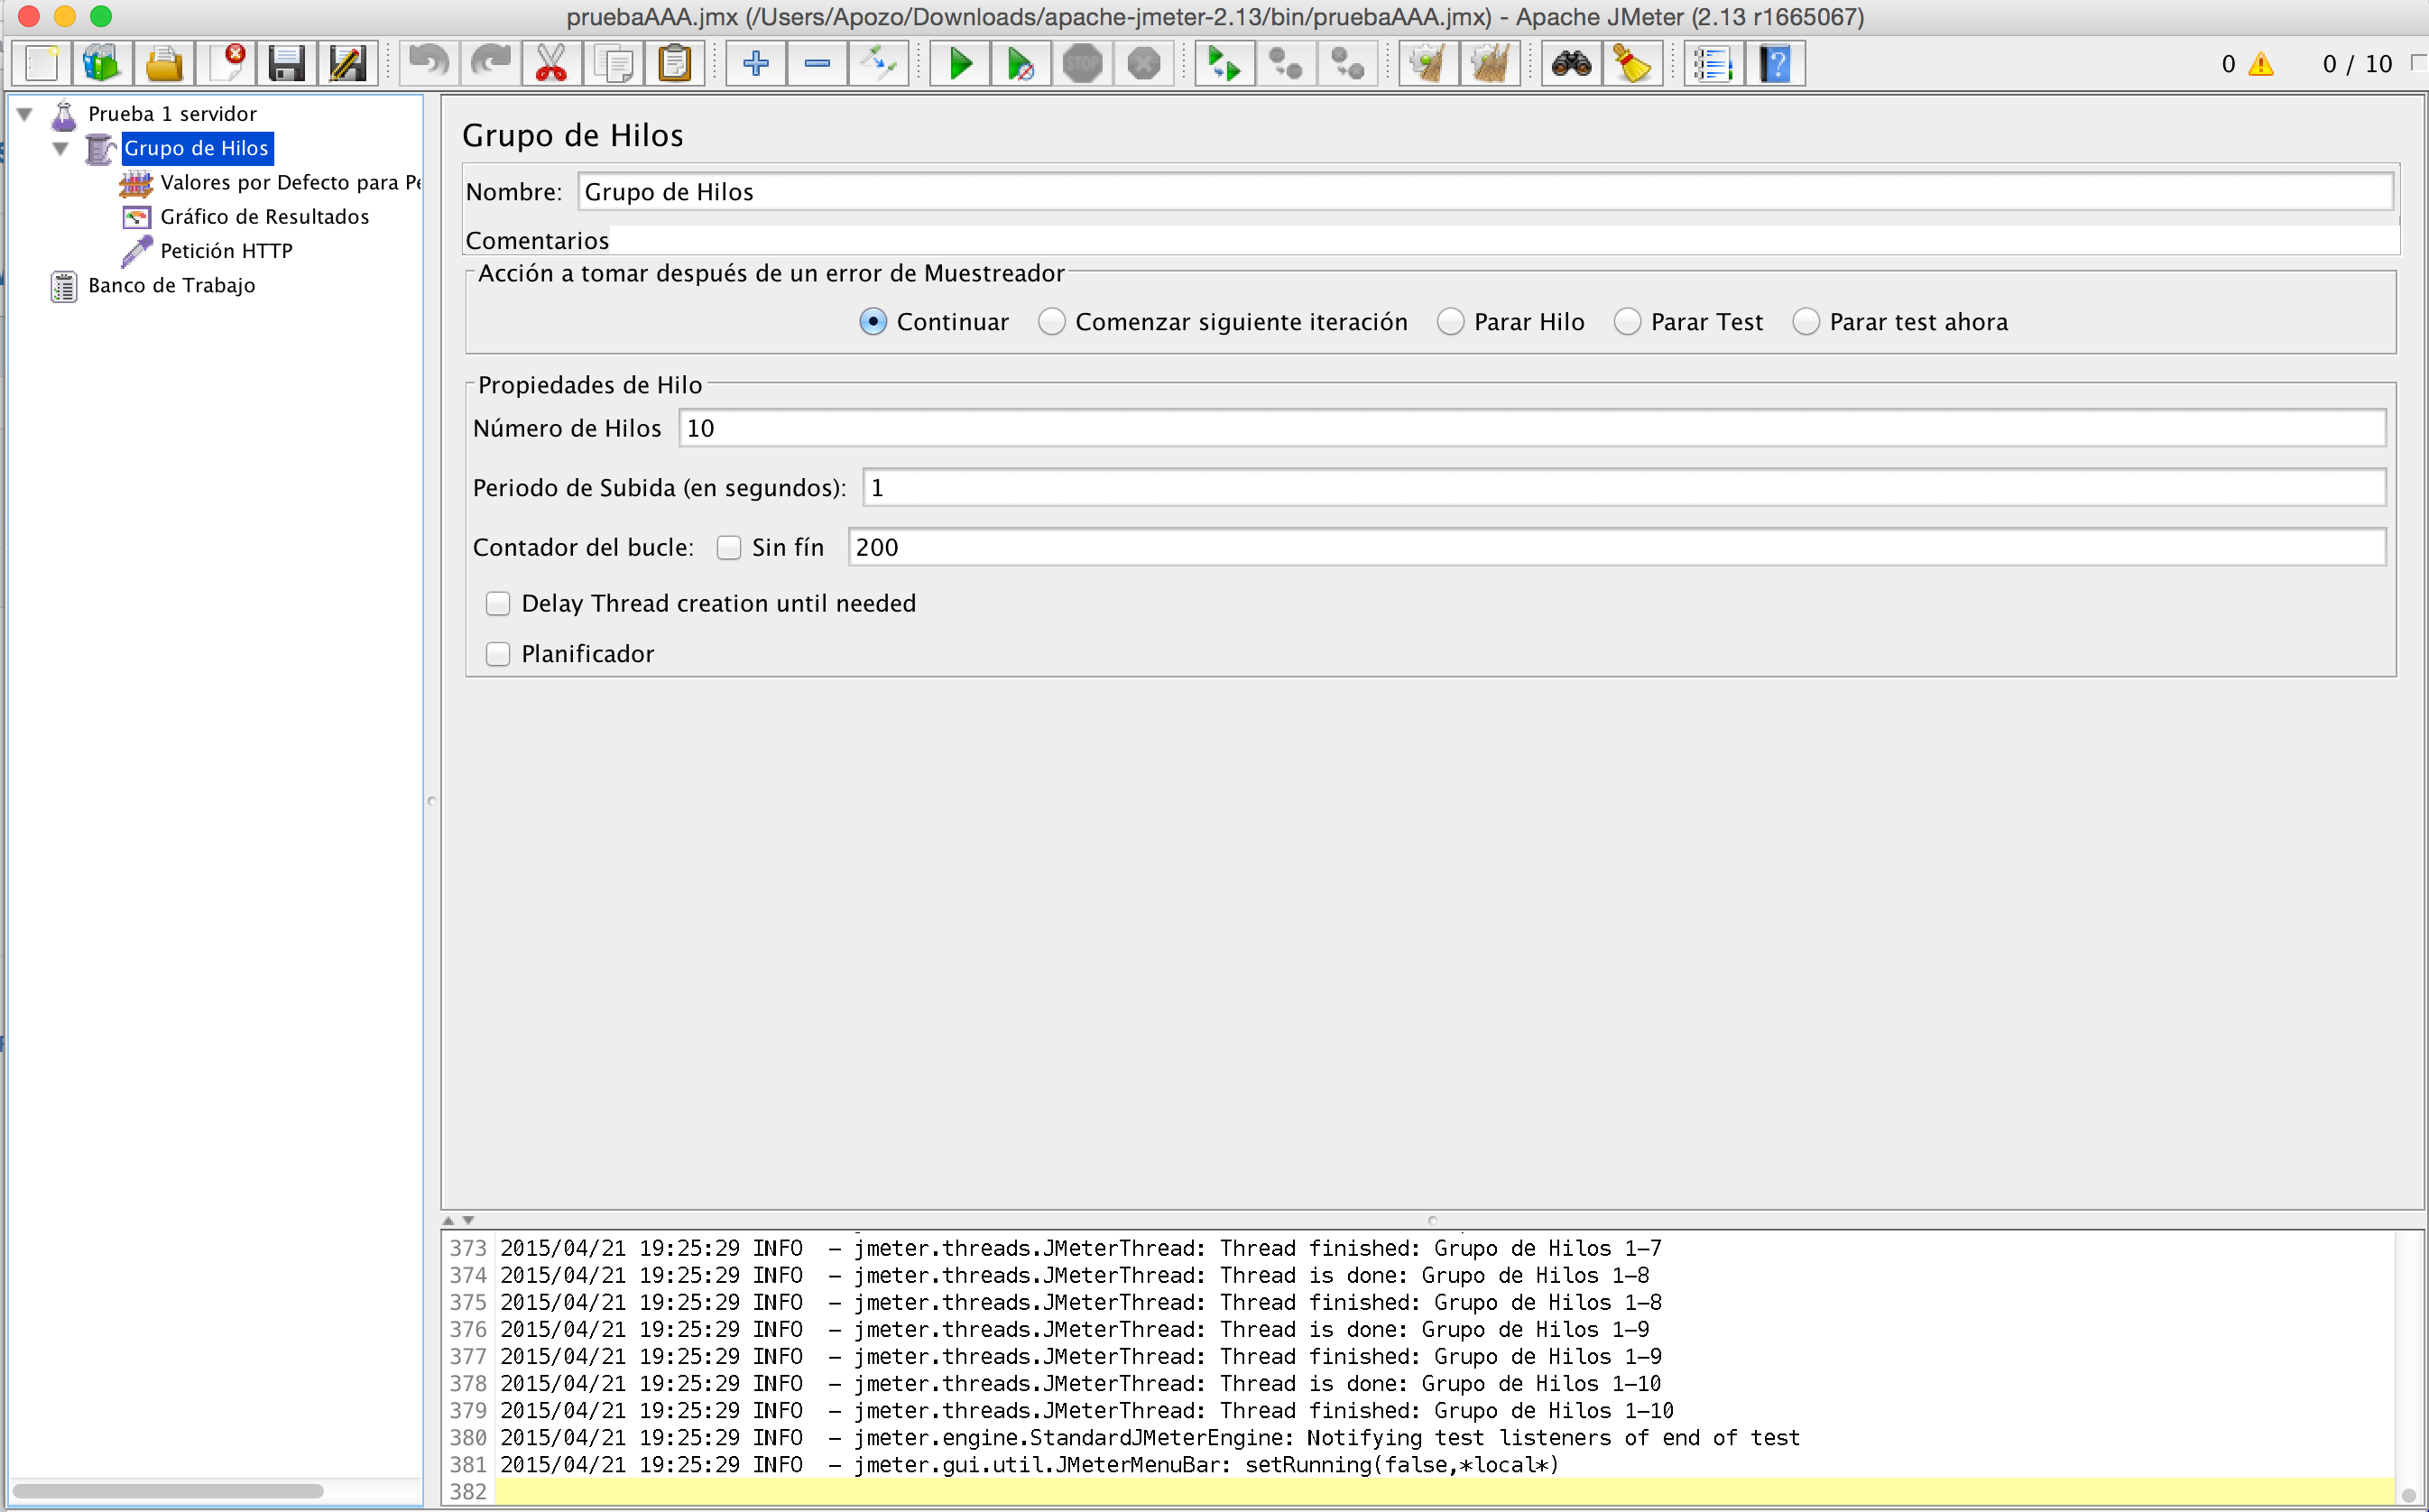 pruebaAAA.jmx (/Users/Apozo/Downloads/apache-jmeter-2.13/bin/pruebaAAA.jmx) - Apache JMeter (2.13 r1665067)
STOP
?
0 0 / 10
Prueba 1 servidor
Grupo de Hilos
Valores por Defecto para Pe
Gráfico de Resultados
Petición HTTP
Banco de Trabajo
Grupo de Hilos
Nombre: Grupo de Hilos
Comentarios
Acción a tomar después de un error de Muestreador
Continuar Comenzar siguiente iteración Parar Hilo Parar Test Parar test ahora
Propiedades de Hilo
Número de Hilos 10
Periodo de Subida (en segundos): 1
Contador del bucle: Sin fín 200
Delay Thread creation until needed
Planificador
373 2015/04/21 19:25:29 INFO - jmeter.threads.JMeterThread: Thread finished: Grupo de Hilos 1-7
374 2015/04/21 19:25:29 INFO - jmeter.threads.JMeterThread: Thread is done: Grupo de Hilos 1-8
375 2015/04/21 19:25:29 INFO - jmeter.threads.JMeterThread: Thread finished: Grupo de Hilos 1-8
376 2015/04/21 19:25:29 INFO - jmeter.threads.JMeterThread: Thread is done: Grupo de Hilos 1-9
377 2015/04/21 19:25:29 INFO - jmeter.threads.JMeterThread: Thread finished: Grupo de Hilos 1-9
378 2015/04/21 19:25:29 INFO - jmeter.threads.JMeterThread: Thread is done: Grupo de Hilos 1-10
379 2015/04/21 19:25:29 INFO - jmeter.threads.JMeterThread: Thread finished: Grupo de Hilos 1-10
380 2015/04/21 19:25:29 INFO - jmeter.engine.StandardJMeterEngine: Notifying test listeners of end of test
381 2015/04/21 19:25:29 INFO - jmeter.gui.util.JMeterMenuBar: setRunning(false,*local*)
382